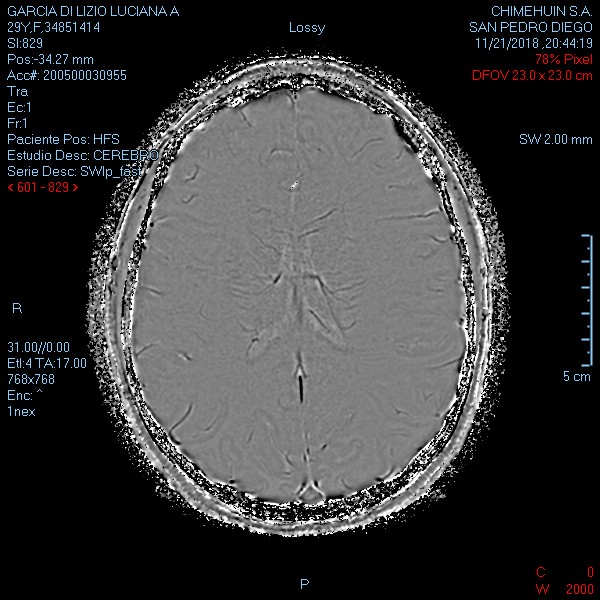 GARCIA DI LIZIO LUCIANA A
29Y,F,34851414
SI:829
Pos:-34.27 mm
Acc#: 200500030955
Tra
Ec:1
Fr:1
Paciente Pos: HFS
Estudio Desc: CEREBRO
Serie Desc: SWIp_fast
< 601 - 829 >
Lossy
CHIMEHUIN S.A.
SAN PEDRO DIEGO
11/21/2018 ,20:44:19
78% Pixel
DFOV 23.0 x 23.0 cm
SW 2.00 mm
R
5 cm
31.00//0.00
Etl:4 TA:17.00
768x768
Enc: ^
1nex
P
C 0
W 2000